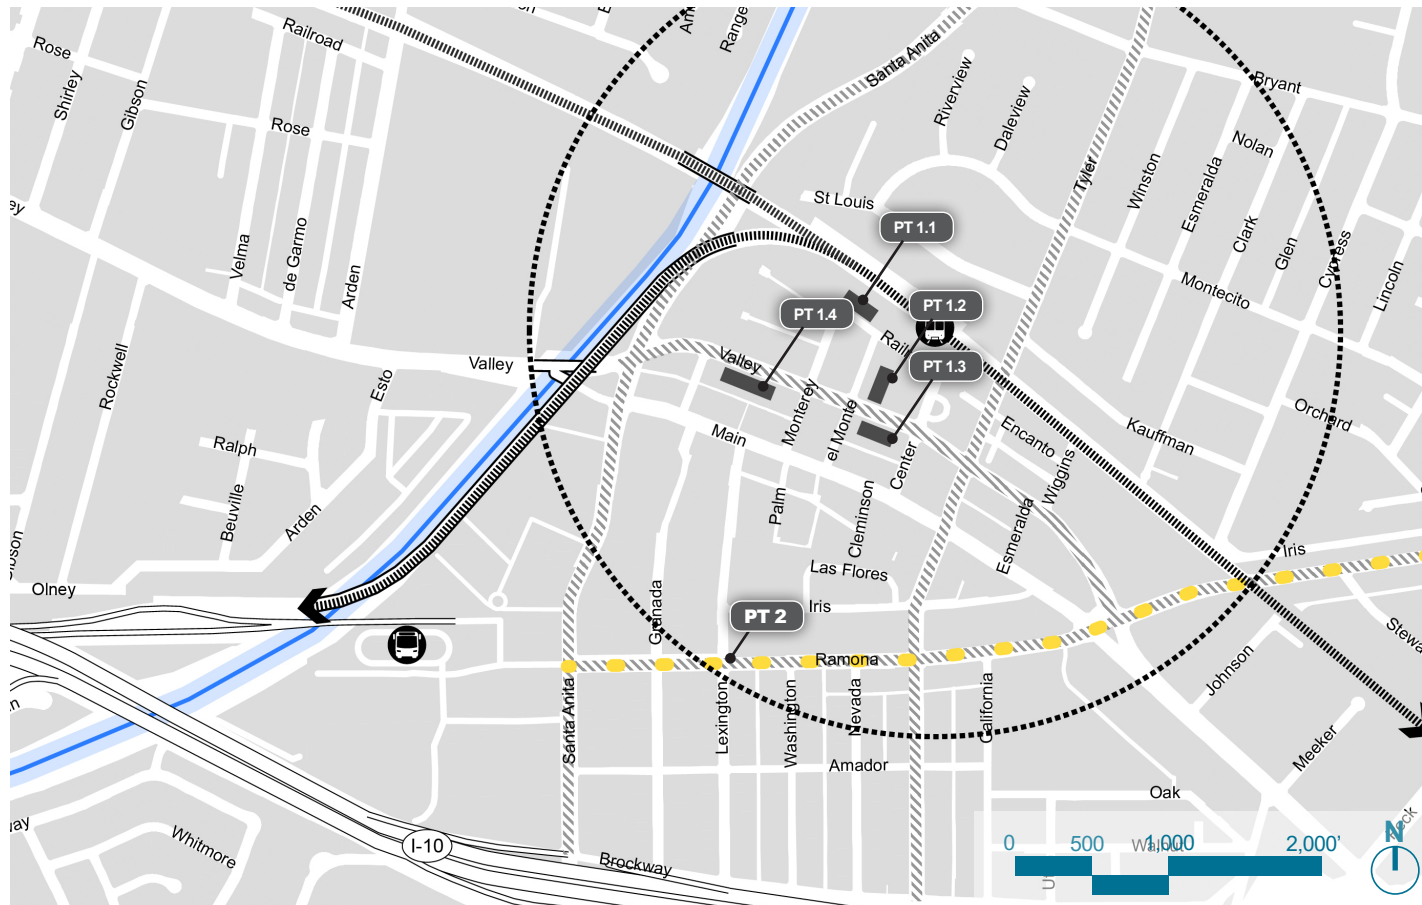 Rose
Railroad
Shirley
Gibson
Rose
Range
Santa Anita
Riverview
Daleview
Bryant
Nolan
Tyler
Winston
Esmeralda
Clark
Glen
Cypress
Lincoln
St Louis
PT 1.1
Velma
de Garmo
Arden
PT 1.2
PT 1.4
Montecito
PT 1.3
Valley
Valley
Rockwell
Esto
Monterey
el Monte
Main
Center
Encanto
Kauffman
Orchard
Ralph
Beuville
Arden
Palm
Cleminson
Wiggins
Esmeralda
Iris
Olney
Las Flores
Granada
Iris
PT 2
Ramona
Santa Anita
Lexington
Washington
Nevada
California
Johnson
Meeker
Amador
Oak
Whitmore
I-10
Brockway
0 500 1,000 2,000'
Walnut
N